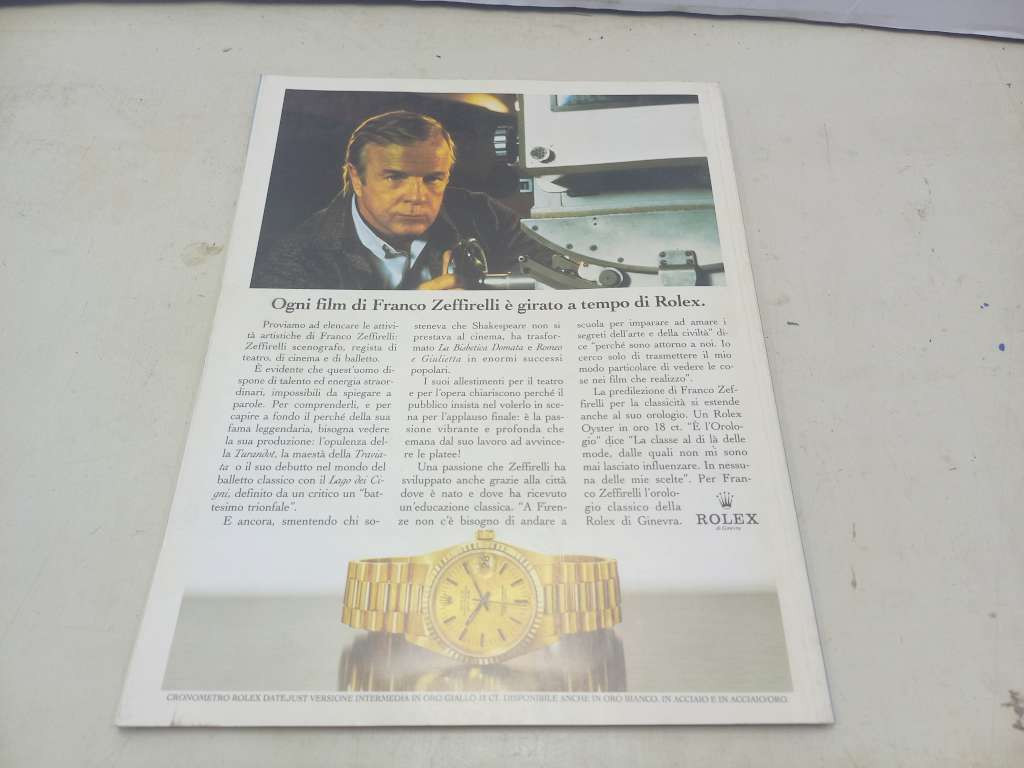 Ogni film di Franco Zeffirelli è girato a tempo di Rolex.
Proviamo ad elencare le attivi-
tà artistiche di Franco Zeffirelli:
Zeffirelli scenografo, regista di
teatro, di cinema e di balletto.
È evidente che quest'uomo di-
spone di talento ed energia straor-
dinari, impossibili da spiegare a
parole. Per comprenderli, e per
capire a fondo il perché della sua
fama leggendaria, bisogna vedere
la sua produzione: l'opulenza del-
la Turandot, la maestà della Travia-
ta o il suo debutto nel mondo del
balletto classico con il Lago dei Ci-
gni, definito da un critico un "bat-
tesimo trionfale".
E ancora, smentendo chi so-
steneva che Shakespeare non si
prestava al cinema, ha trasfor-
mato La Bisbetica Domata e Romeo
e Giulietta in enormi successi
popolari.
I suoi allestimenti per il teatro
e per l'opera chiariscono perché il
pubblico insista nel volerlo in sce-
na per l'applauso finale: è la pas-
sione vibrante e profonda che
emana dal suo lavoro ad avvince-
re le platee!
Una passione che Zeffirelli ha
sviluppato anche grazie alla città
dove è nato e dove ha ricevuto
un'educazione classica. "A Firen-
ze non c'è bisogno di andare a
scuola per imparare ad amare i
segreti dell'arte e della civiltà" di-
ce "perché sono attorno a noi. Io
cerco solo di trasmettere il mio
modo particolare di vedere le co-
se nei film che realizzo".
La predilezione di Franco Zef-
firelli per la classicità si estende
anche al suo orologio. Un Rolex
Oyster in oro 18 ct. "È l'Orolo-
gio" dice "La classe al di là delle
mode, dalle quali non mi sono
mai lasciato influenzare. In nessu-
na delle mie scelte". Per Fran-
co Zeffirelli l'orolo-
gio classico della
Rolex di Ginevra.
ROLEX
di Ginevra
CRONOMETRO ROLEX DATEJUST VERSIONE INTERMEDIA IN ORO GIALLO 18 CT. DISPONIBILE ANCHE IN ORO BIANCO, IN ACCIAIO E IN ACCIAIO/ORO.